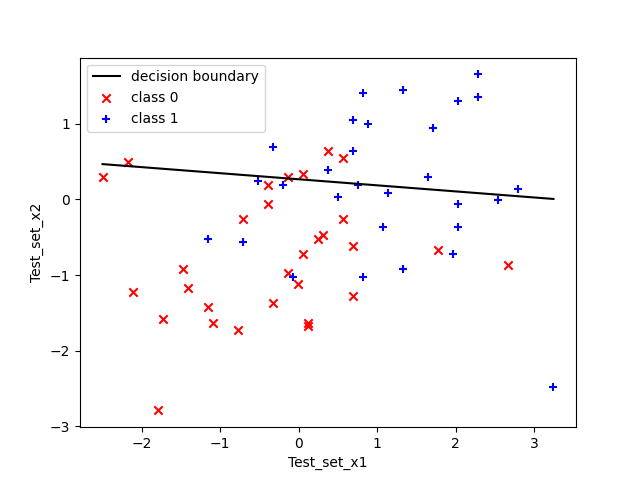 decision boundary
class 0
class 1
1
0
−1
−2
−3
Test_set_x2
−2
−1
0
1
2
3
Test_set_x1